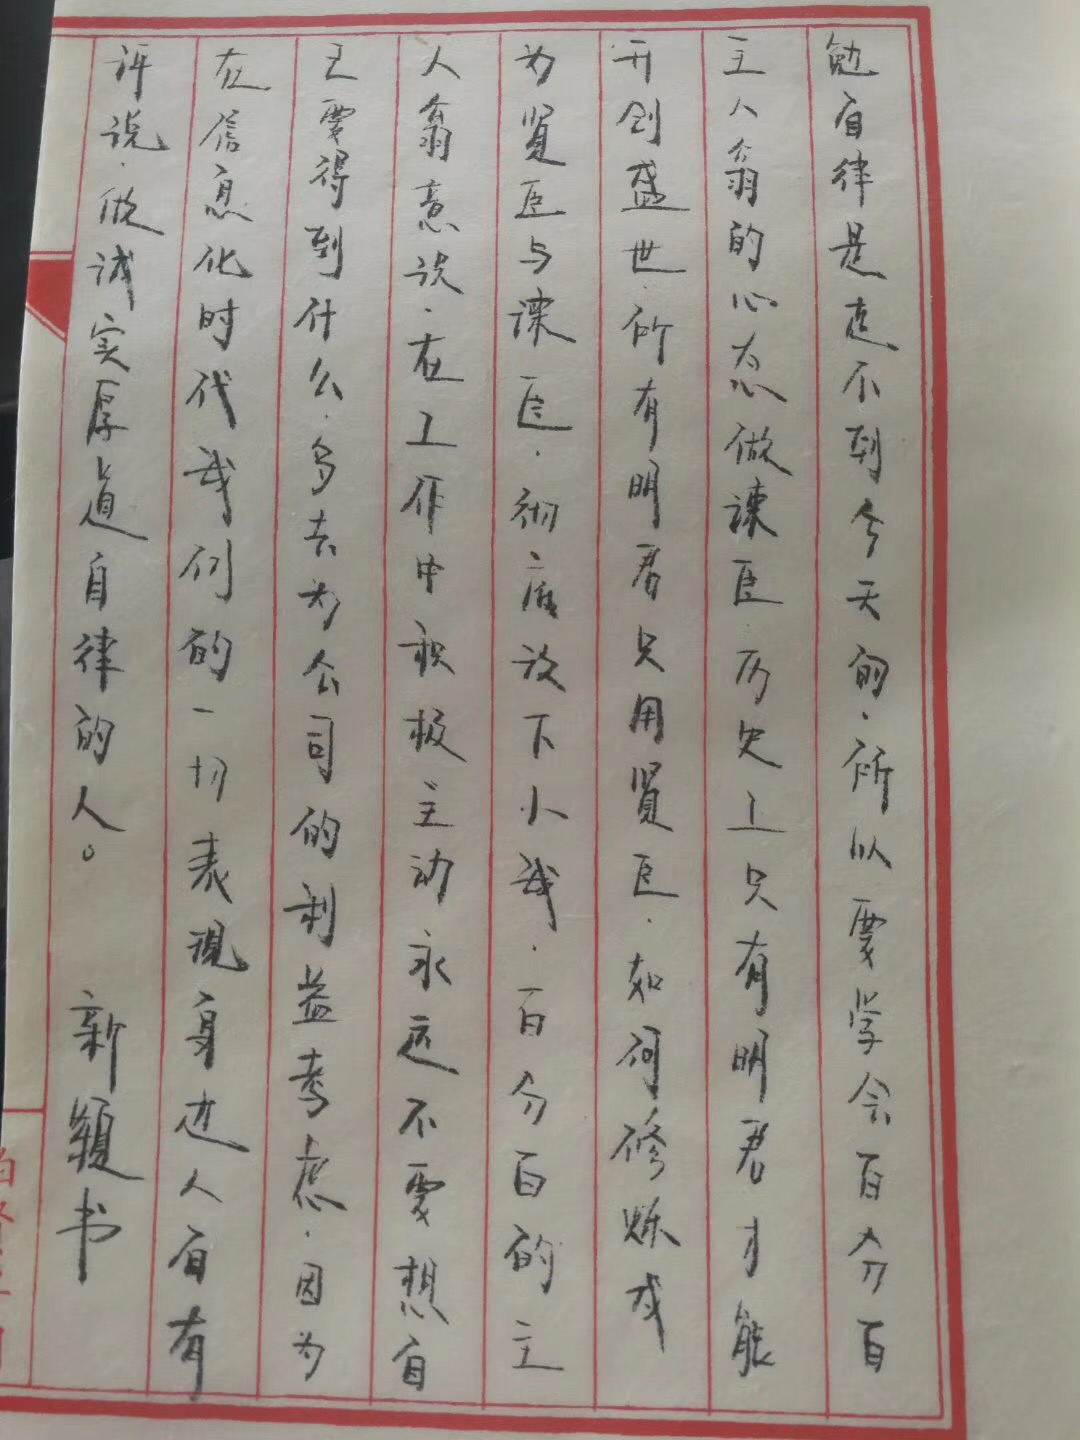 勉自律是走不到今天的.所以要学会百分百
主人翁的心态做谏臣.历史上只有明君才能
开创盛世.所有明君只用贤臣.如何修炼成
为贤臣与谏臣.彻底放下小我.百分百的主
人翁意识.在工作中积极主动永远不要想自
己要得到什么.多去为公司的利益考虑.因为
在信息化时代我们的一切表现身边人自有
评说.做诚实厚道自律的人。 新颖书